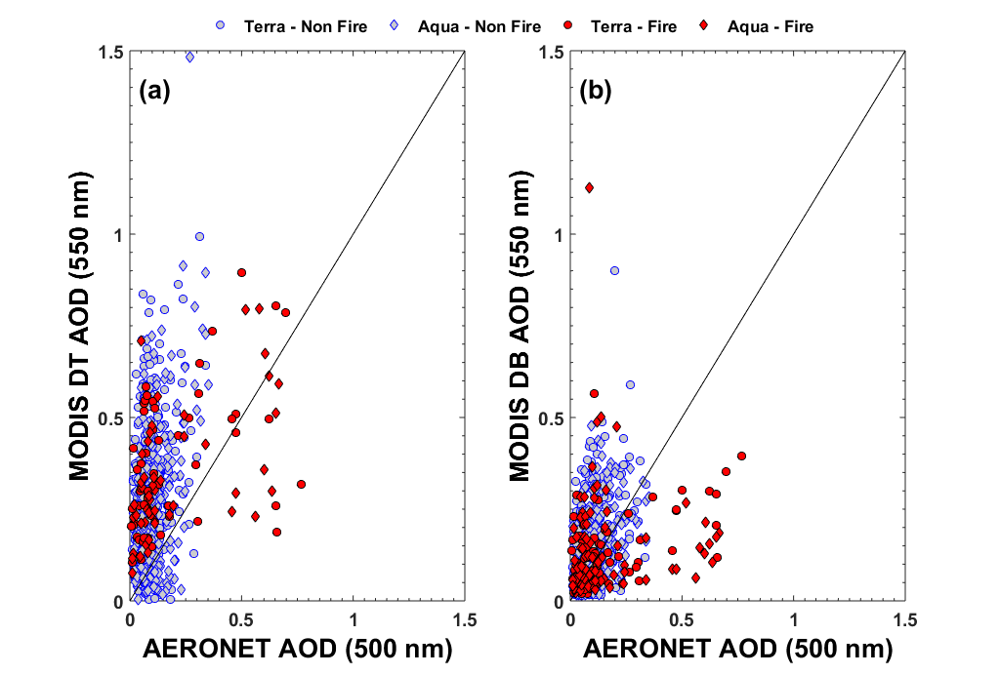 Terra - Non Fire Aqua - Non Fire Terra - Fire Aqua - Fire
(a)
MODIS DT AOD (550 nm)
1.5
1
0.5
0
0 0.5 1 1.5
AERONET AOD (500 nm)
(b)
MODIS DB AOD (550 nm)
1.5
1
0.5
0
0 0.5 1 1.5
AERONET AOD (500 nm)